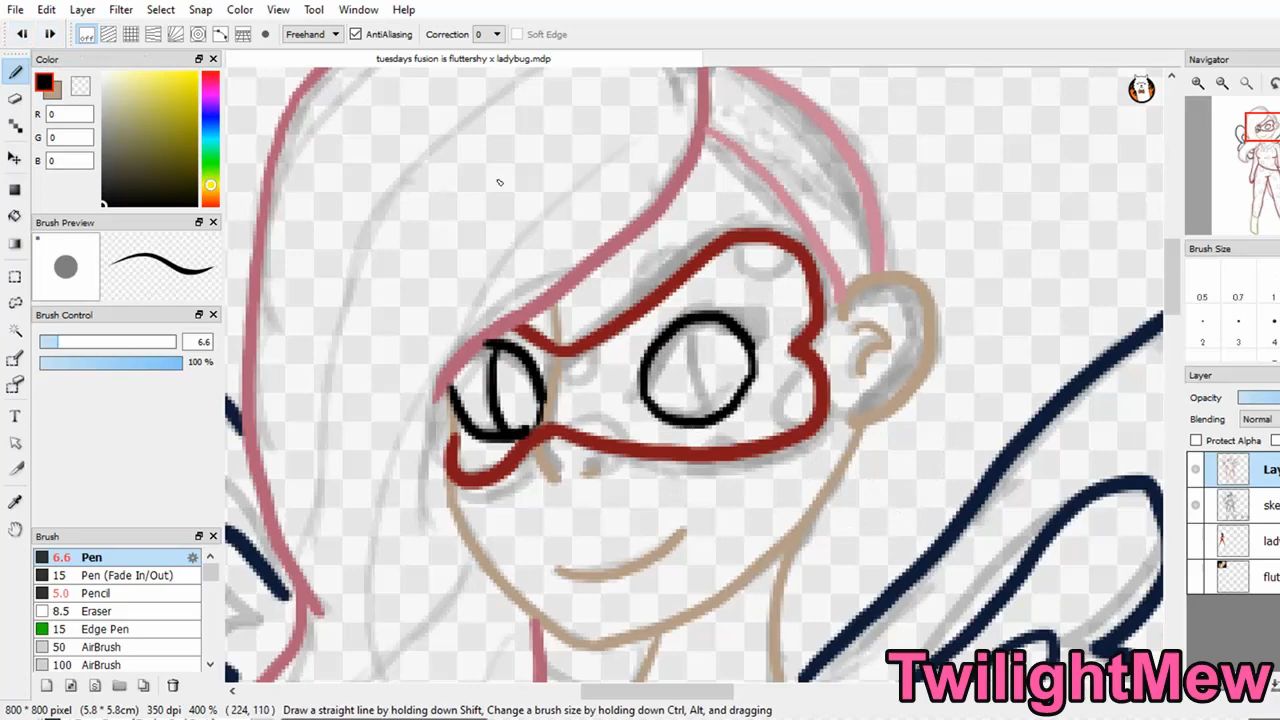 File Edit Layer Filter Select Snap Color View Tool Window Help
off Freehand AntiAliasing Correction 0 Soft Edge
Color
tuesdays fusion is fluttershy x ladybug.mdp
Navigator
R 0
G 0
B 0
Brush Preview
Brush Size
0.5 0.7 1
2 3 4
Brush Control
6.6
100 %
Layer
Opacity
Blending Normal
Protect Alpha
Lay
ske
lady
flut
Brush
6.6 Pen
15 Pen (Fade In/Out)
5.0 Pencil
8.5 Eraser
15 Edge Pen
50 AirBrush
100 AirBrush
TwilightMew
800 * 800 pixel (5.8 * 5.8cm) 350 dpi 400 % ( 224, 110 ) Draw a straight line by holding down Shift, Change a brush size by holding down Ctrl, Alt, and dragging